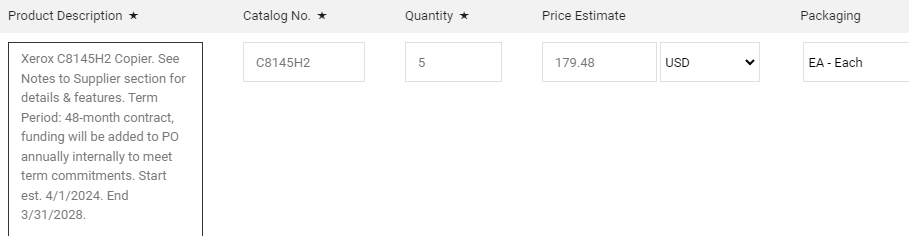 Product Description ★ Catalog No. ★ Quantity ★ Price Estimate Packaging
Xerox C8145H2 Copier. See
Notes to Supplier section for
details & features. Term
Period: 48-month contract,
funding will be added to PO
annually internally to meet
term commitments. Start
est. 4/1/2024. End
3/31/2028.
C8145H2
5
179.48
USD
EA - Each